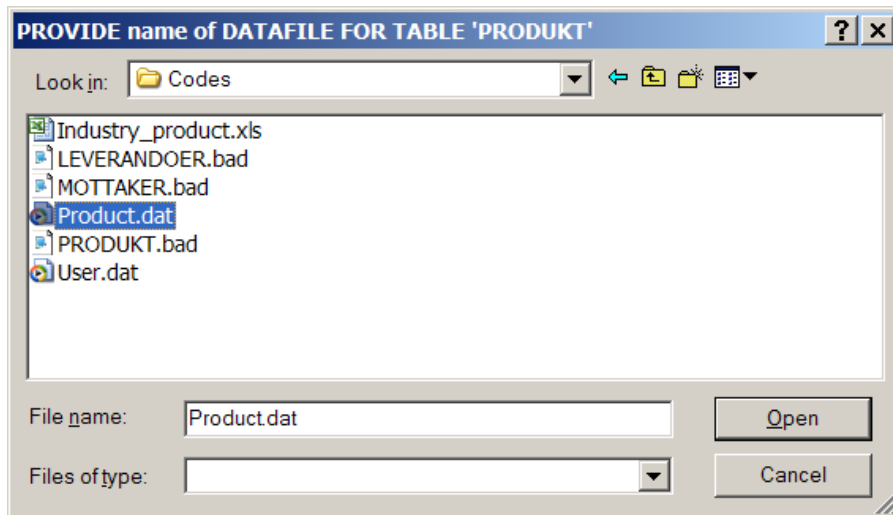 PROVIDE name of DATAFILE FOR TABLE 'PRODUKT'
Look in: Codes
Industry_product.xls
LEVERANDOER.bad
MOTTAKER.bad
Product.dat
PRODUKT.bad
User.dat
File name: Product.dat Open
Files of type: Cancel